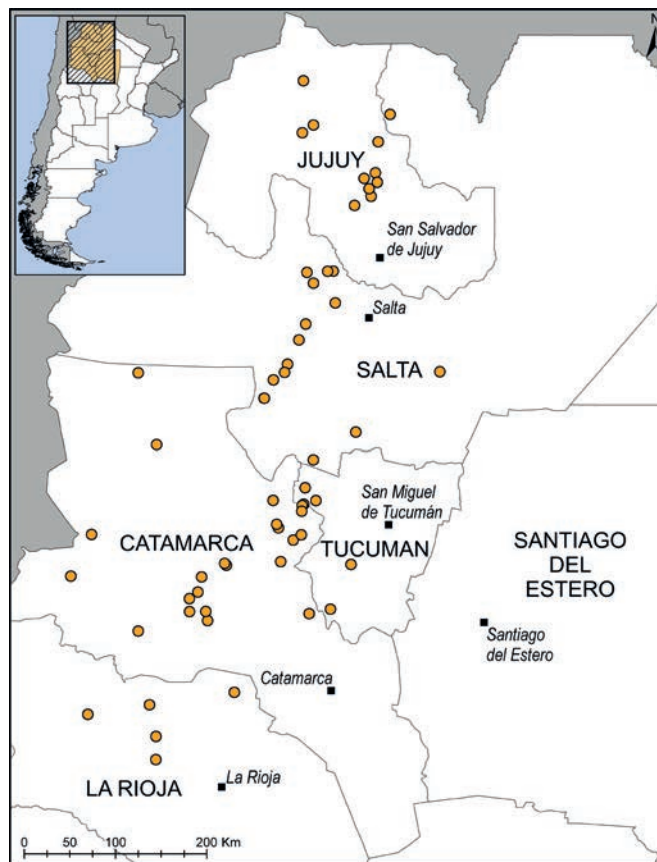 N
JUJUY
San Salvador
de Jujuy
Salta
SALTA
San Miguel
de Tucumán
CATAMARCA
TUCUMAN
SANTIAGO
DEL
ESTERO
Santiago
del Estero
Catamarca
La Rioja
LA RIOJA
0 50 100 200 Km